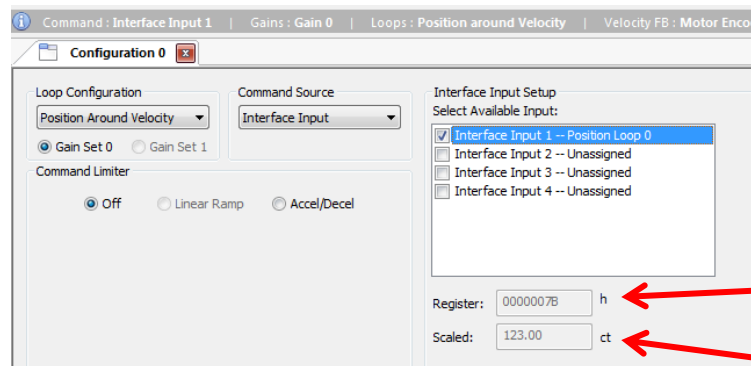 Command : Interface Input 1 | Gains : Gain 0 | Loops : Position around Velocity | Velocity FB : Motor Enco
Configuration 0
Loop Configuration
Position Around Velocity
Gain Set 0 Gain Set 1
Command Source
Interface Input
Command Limiter
Off Linear Ramp Accel/Decel
Interface Input Setup
Select Available Input:
Interface Input 1 -- Position Loop 0
Interface Input 2 -- Unassigned
Interface Input 3 -- Unassigned
Interface Input 4 -- Unassigned
Register: 0000007B h
Scaled: 123.00 ct